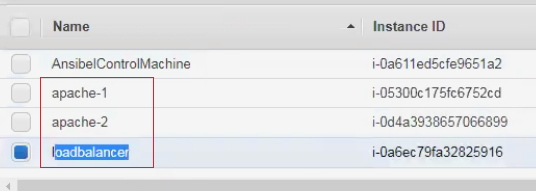 Name Instance ID
AnsibelControlMachine i-0a611ed5cfe9651a2
apache-1 i-05300c175fc6752cd
apache-2 i-0d4a3938657066899
loadbalancer i-0a6ec79fa32825916